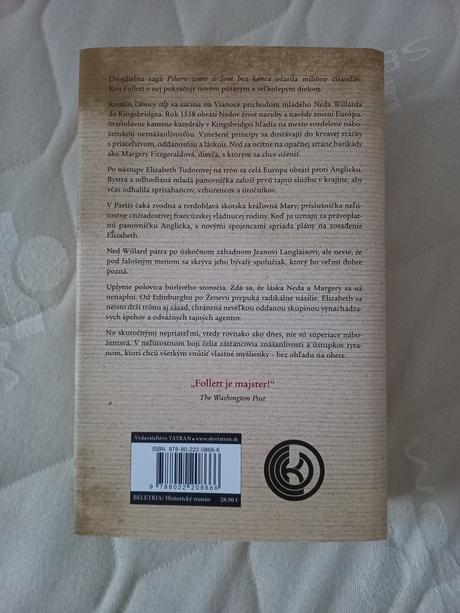 Dvojdielna sága Piliere zeme a Svet bez konca očarila milióny čitateľov.
Ken Follett v nej pokračuje novým pútavým a veľkolepým dielom.
Román Ohnivý stĺp sa začína na Vianoce príchodom mladého Neda Willarda
do Kingsbridgea. Rok 1558 obráti Nedov život naruby a navždy zmení Európu.
Starodávne kamene katedrály v Kingsbridgei hľadia na mesto rozdelené nábo-
ženskou neznášanlivosťou. Vznešené princípy sa dostávajú do krvavej zrážky
s priateľstvom, oddanosťou a láskou. Ned sa ocitne na opačnej strane barikády
ako Margery Fitzgeraldová, dievča, s ktorým sa chce oženiť.
Po nástupe Elizabeth Tudorovej na trón sa celá Európa obráti proti Anglicku.
Bystrá a odhodlaná mladá panovníčka založí prvú tajnú službu v krajine, aby
včas odhalila sprisahancov, vzbúrencov a útočníkov.
V Paríži čaká zvodná a tvrdohlavá škótska kráľovná Mary, príslušníčka neľú-
tostne ctižiadostivej francúzskej vládnucej rodiny. Keď ju uznajú za právoplat-
nú panovníčku Anglicka, s novými spojencami spriada plány na zosadenie
Elizabeth.
Ned Willard pátra po úskočnom záhadnom Jeanovi Langlaisovi, ale nevie, že
pod falošným menom sa skrýva jeho bývalý spolužiak, ktorý ho veľmi dobre
pozná.
Uplynie polovica búrlivého storočia. Zdá sa, že láska Neda a Margery sa už
nenaplní. Od Edinburghu po Ženevu prepuká radikálne násilie. Elizabeth sa
neisto drží trónu aj zásad, chránená neveľkou oddanou skupinou vynachádza-
vých špehov a odvážnych tajných agentov.
No skutočnými nepriateľmi, vtedy rovnako ako dnes, nie sú súperiace nábo-
ženstvá. V neľútostnom boji čelia zástancovia znášanlivosti a ústupkov tyra-
nom, ktorí chcú všetkým vnútiť vlastné myšlienky – bez ohľadu na obete.
„Follett je majster!“
The Washington Post
Vydavateľstvo TATRAN • www.slovtatran.sk
ISBN 978-80-222-0866-6
9 788022 208666
BELETRIA/ Historický román 28,90 €